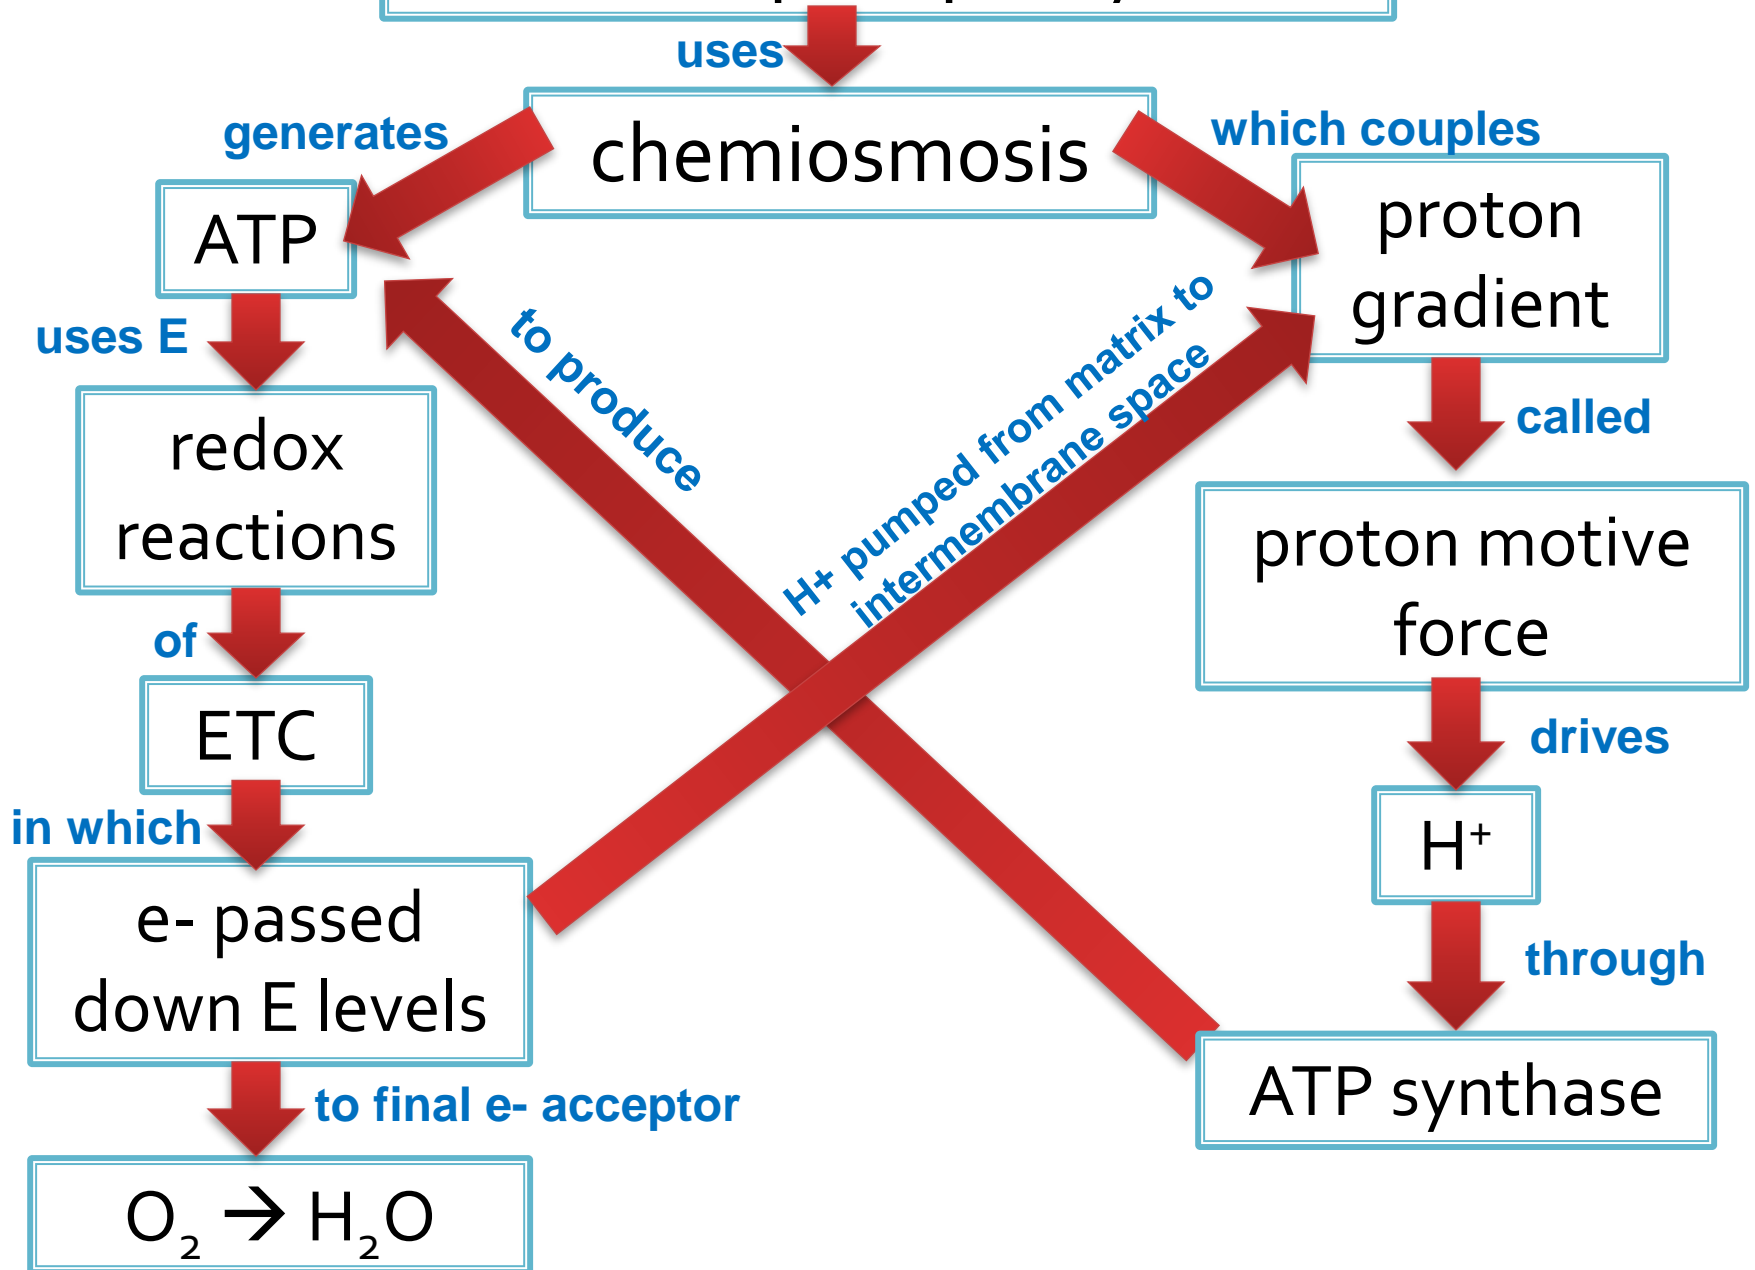 uses
chemiosmosis
generates
which couples
ATP
proton
gradient
uses E
to produce
H+ pumped from matrix to
intermembrane space
called
redox
reactions
proton motive
force
of
ETC
drives
in which
H⁺
e- passed
down E levels
through
to final e- acceptor
ATP synthase
O₂ → H₂O